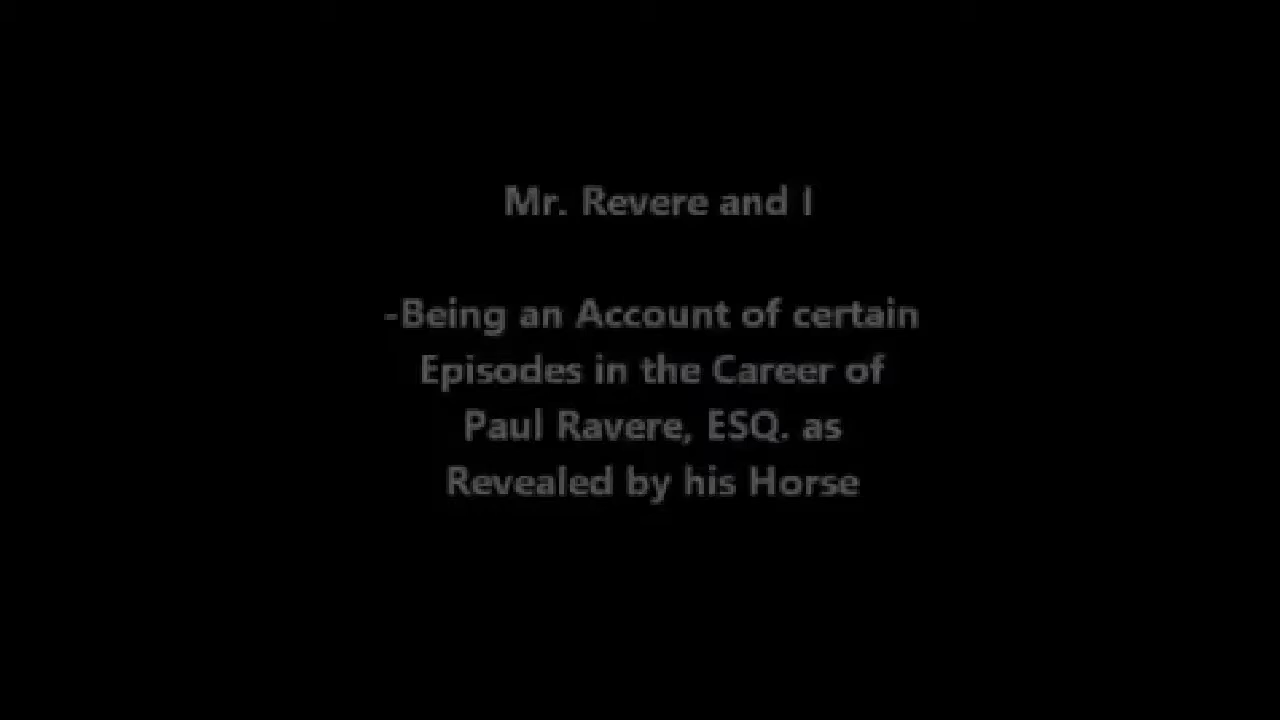 Mr. Revere and I
-Being an Account of certain
Episodes in the Career of
Paul Ravere, ESQ. as
Revealed by his Horse